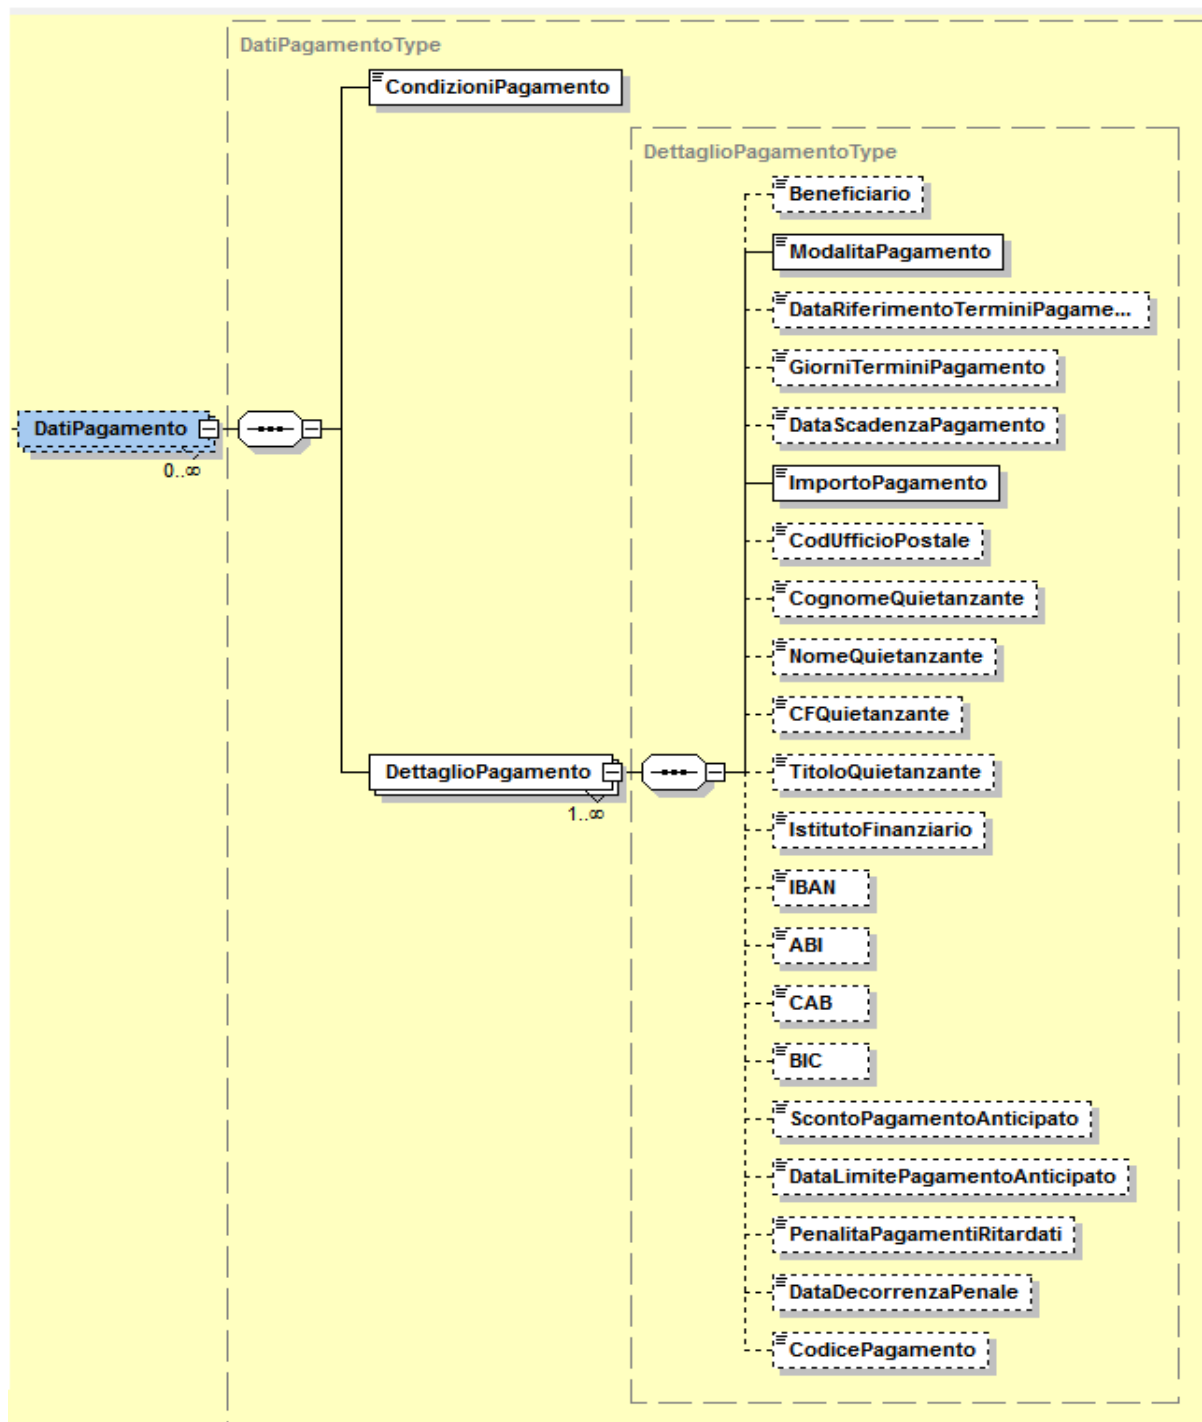 DatiPagamentoType
CondizioniPagamento
DettaglioPagamentoType
Beneficiario
ModalitaPagamento
DataRiferimentoTerminiPagame...
GiorniTerminiPagamento
DataScadenzaPagamento
DatiPagamento
0..∞
ImportoPagamento
CodUfficioPostale
CognomeQuietanzante
NomeQuietanzante
CFQuietanzante
DettaglioPagamento
1..∞
TitoloQuietanzante
IstitutoFinanziario
IBAN
ABI
CAB
BIC
ScontoPagamentoAnticipato
DataLimitePagamentoAnticipato
PenalitaPagamentiRitardati
DataDecorrenzaPenale
CodicePagamento